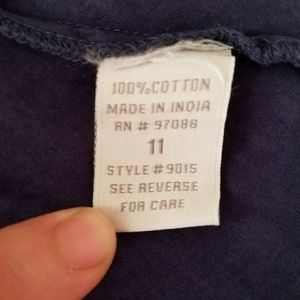 100%COTTON
MADE IN INDIA
RN # 97088
11
STYLE#9015
SEE REVERSE
FOR CARE